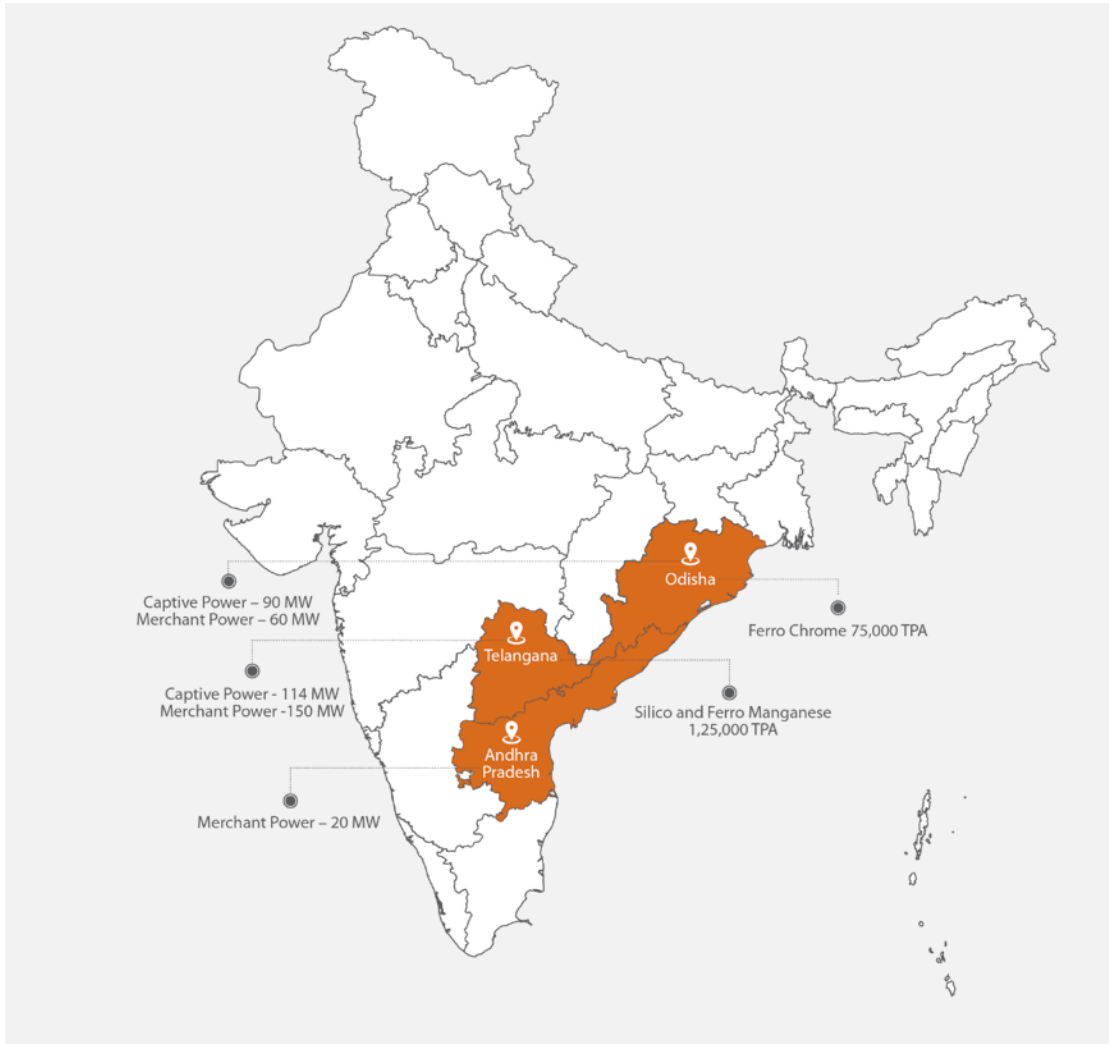 Odisha
Captive Power – 90 MW
Merchant Power – 60 MW
Ferro Chrome 75,000 TPA
Telangana
Captive Power - 114 MW
Merchant Power -150 MW
Silico and Ferro Manganese
1,25,000 TPA
Andhra
Pradesh
Merchant Power – 20 MW